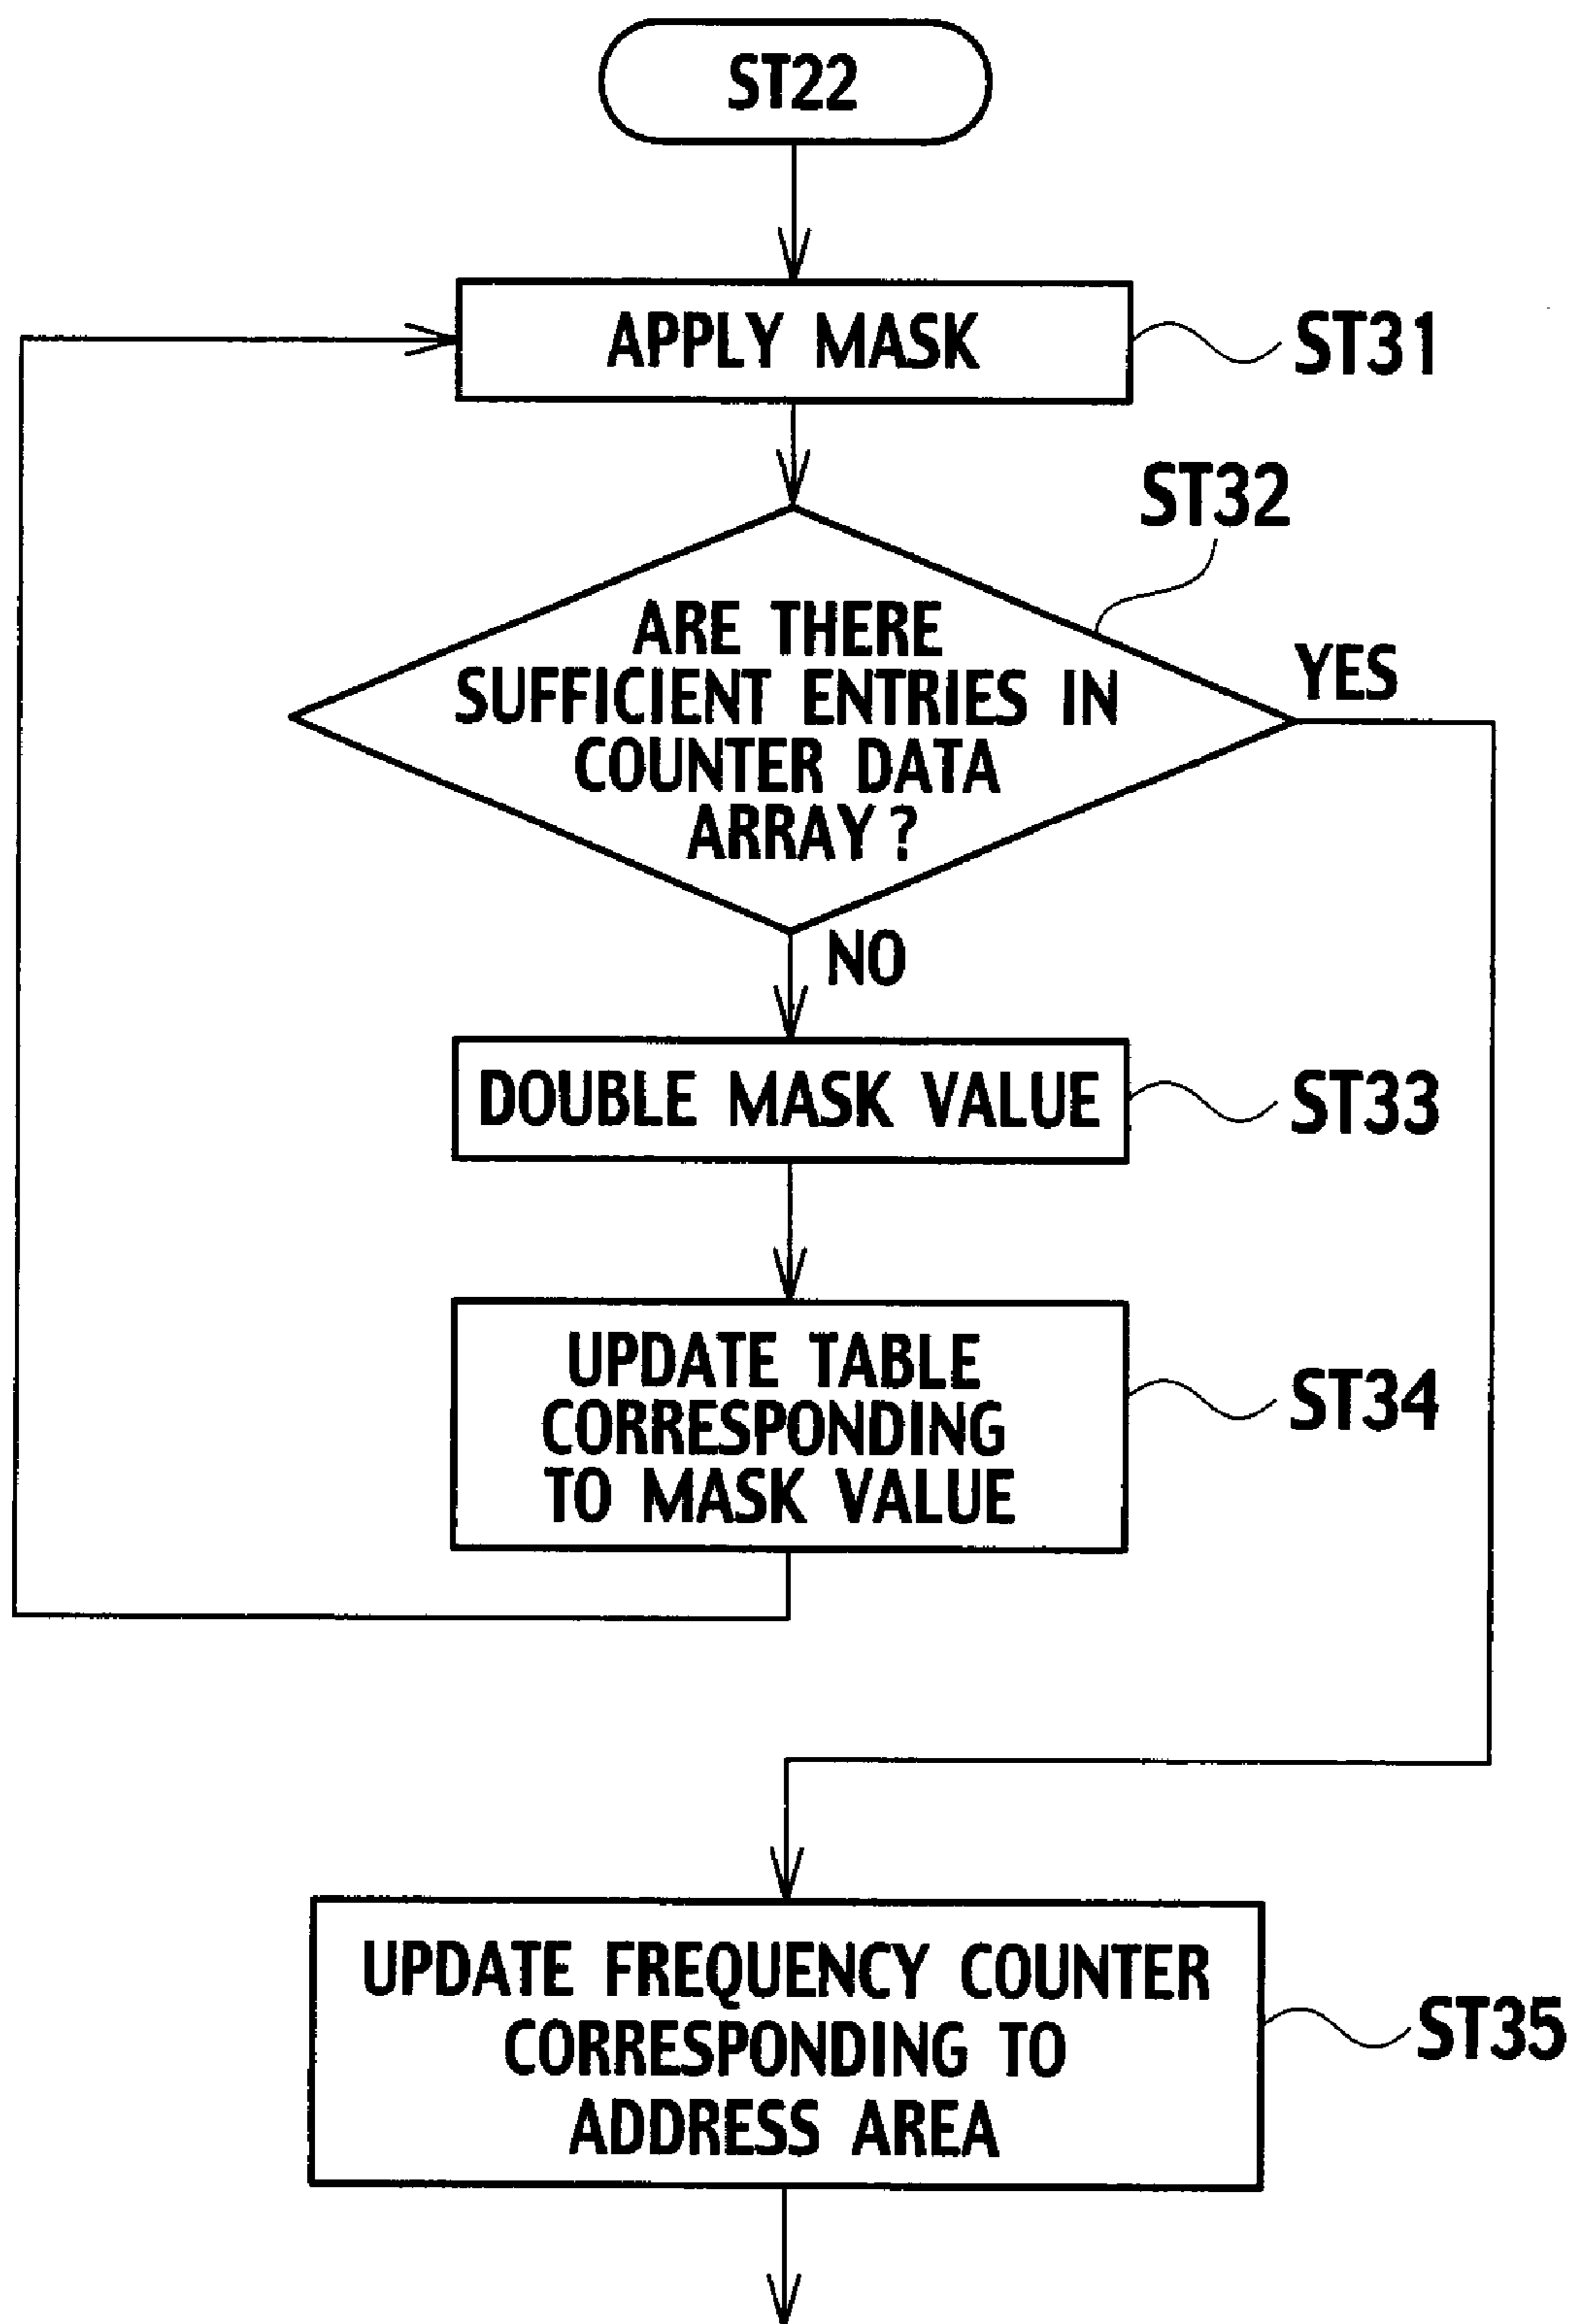 ST22
APPLY MASK
ST31
ST32
ARE THERE
SUFFICIENT ENTRIES IN
COUNTER DATA
ARRAY?
YES
NO
DOUBLE MASK VALUE
ST33
UPDATE TABLE
CORRESPONDING
TO MASK VALUE
ST34
UPDATE FREQUENCY COUNTER
CORRESPONDING TO
ADDRESS AREA
ST35